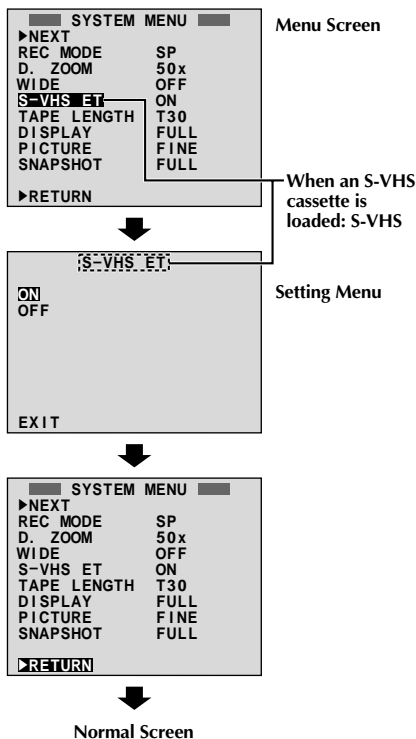 SYSTEM MENU
▶NEXT
REC MODE SP
D. ZOOM 50x
WIDE OFF
S-VHS ET ON
TAPE LENGTH T30
DISPLAY FULL
PICTURE FINE
SNAPSHOT FULL
▶RETURN
Menu Screen
When an S-VHS
cassette is
loaded: S-VHS
S-VHS ET
ON
OFF
EXIT
Setting Menu
SYSTEM MENU
▶NEXT
REC MODE SP
D. ZOOM 50x
WIDE OFF
S-VHS ET ON
TAPE LENGTH T30
DISPLAY FULL
PICTURE FINE
SNAPSHOT FULL
▶RETURN
Normal Screen